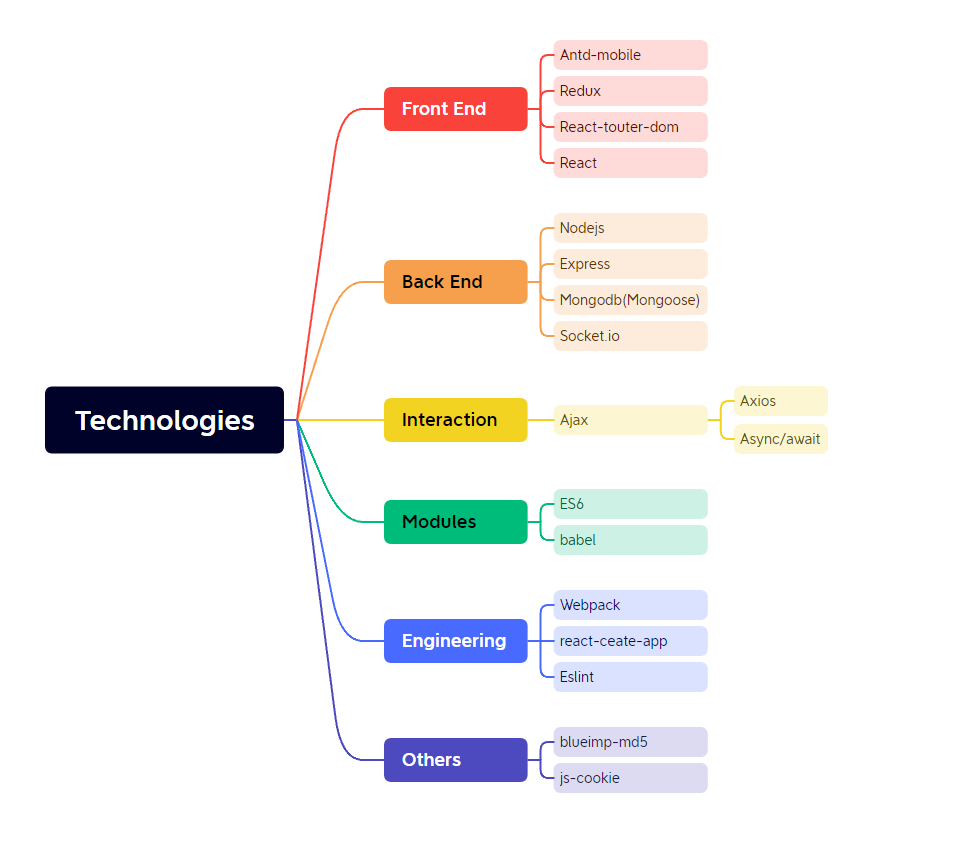 Technologies
Front End
Antd-mobile
Redux
React-touter-dom
React
Back End
Nodejs
Express
Mongodb(Mongoose)
Socket.io
Interaction
Ajax
Axios
Async/await
Modules
ES6
babel
Engineering
Webpack
react-ceate-app
Eslint
Others
blueimp-md5
js-cookie